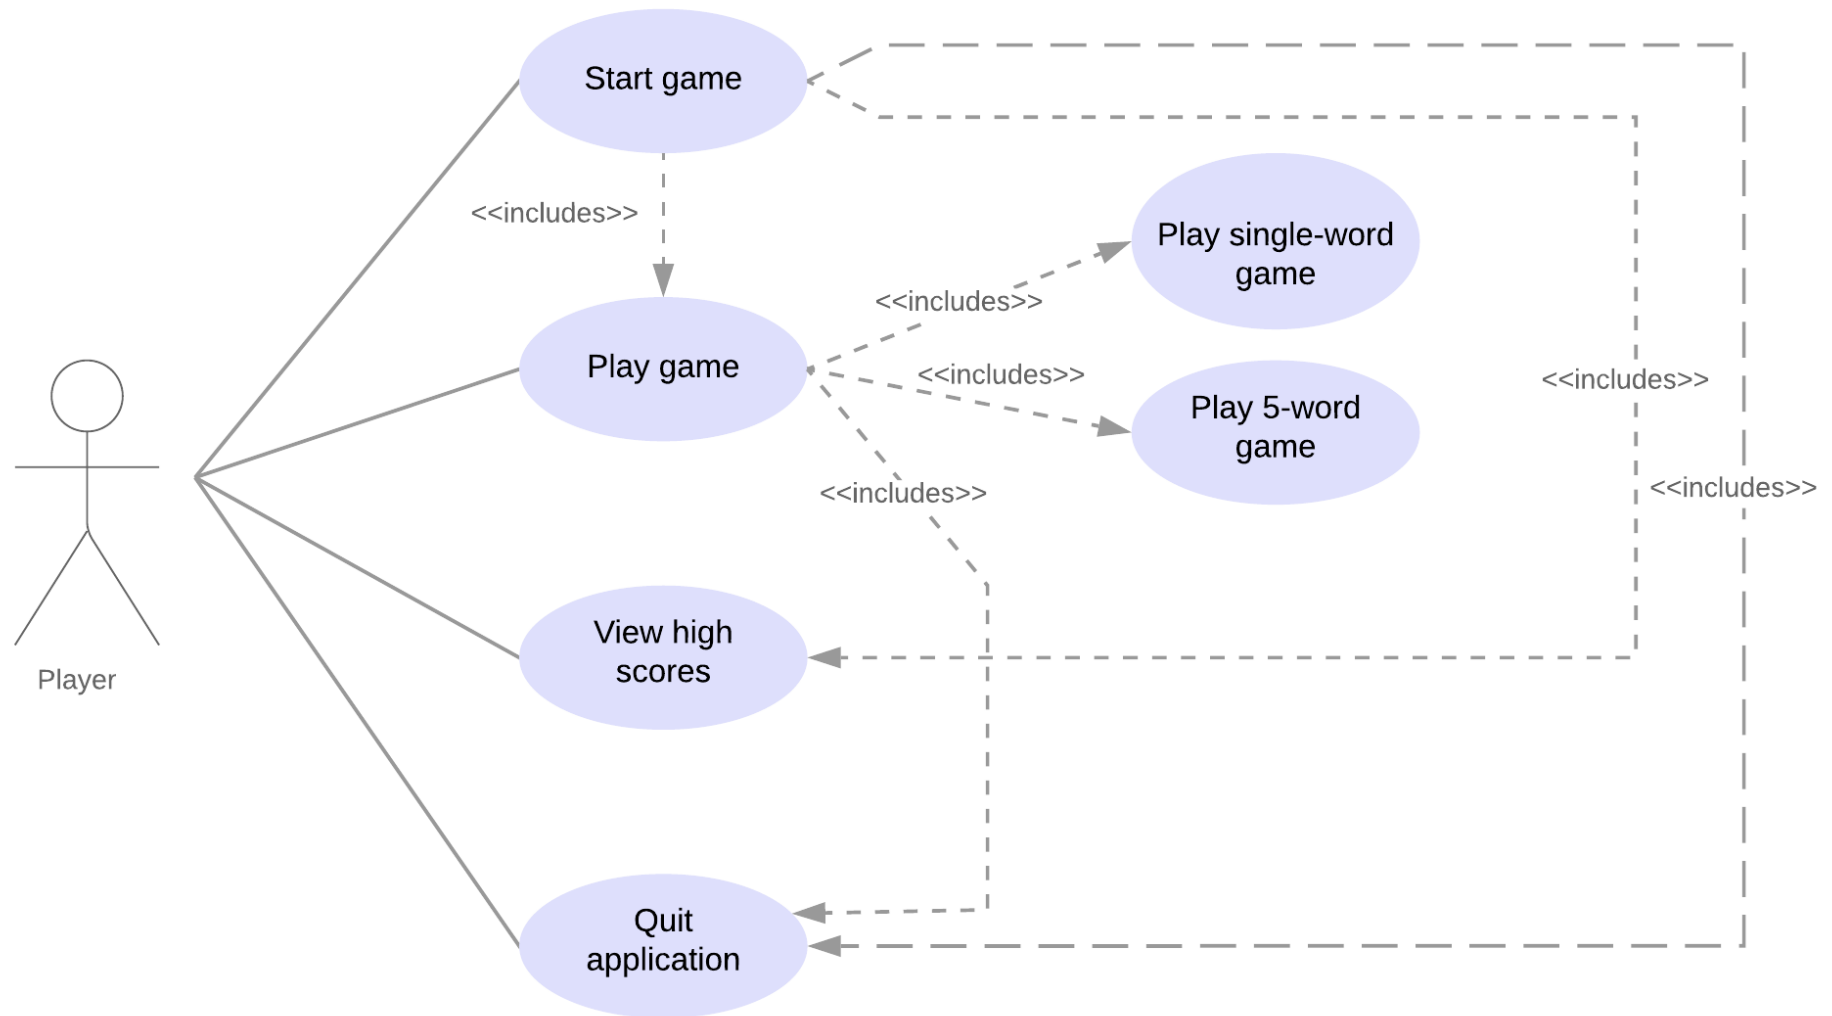 Start game
<<includes>>
Play single-word
game
<<includes>>
Play game
<<includes>>
<<includes>>
Play 5-word
game
<<includes>>
<<includes>>
View high
scores
Player
Quit
application